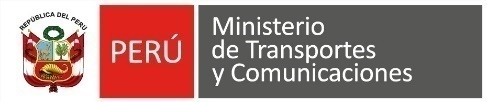 REPÚBLICA DEL PERÚ
PERÚ
Ministerio
de Transportes
y Comunicaciones